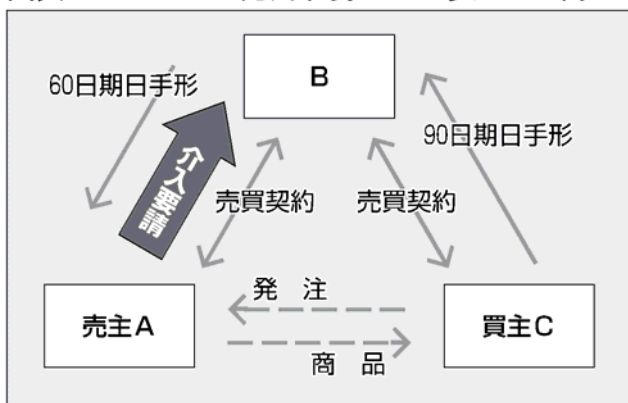 B
60日期日手形
90日期日手形
介入要請
売買契約
売買契約
発 注
売主A
買主C
商 品